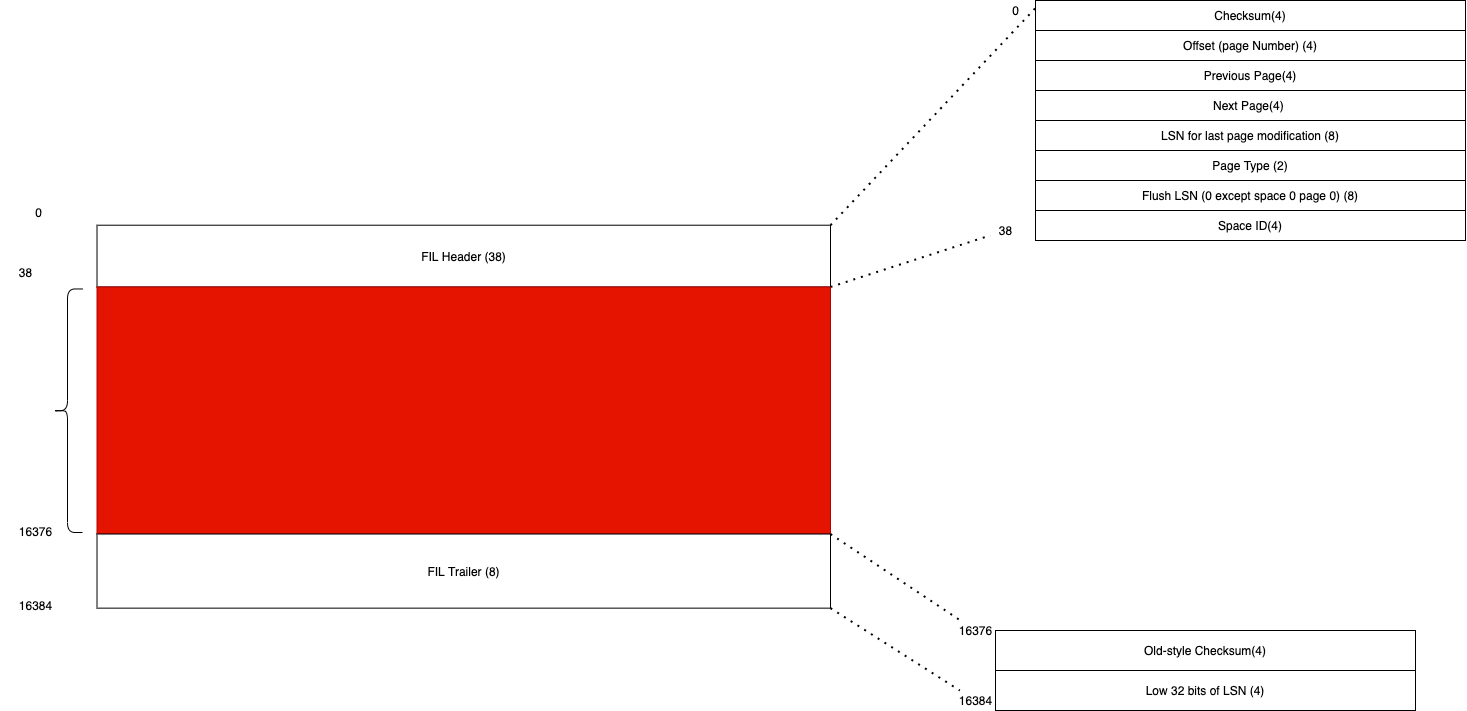 0
Checksum(4)
Offset (page Number) (4)
Previous Page(4)
Next Page(4)
LSN for last page modification (8)
Page Type (2)
Flush LSN (0 except space 0 page 0) (8)
Space ID(4)
38
0
FIL Header (38)
38
16376
FIL Trailer (8)
16384
16376
Old-style Checksum(4)
Low 32 bits of LSN (4)
16384